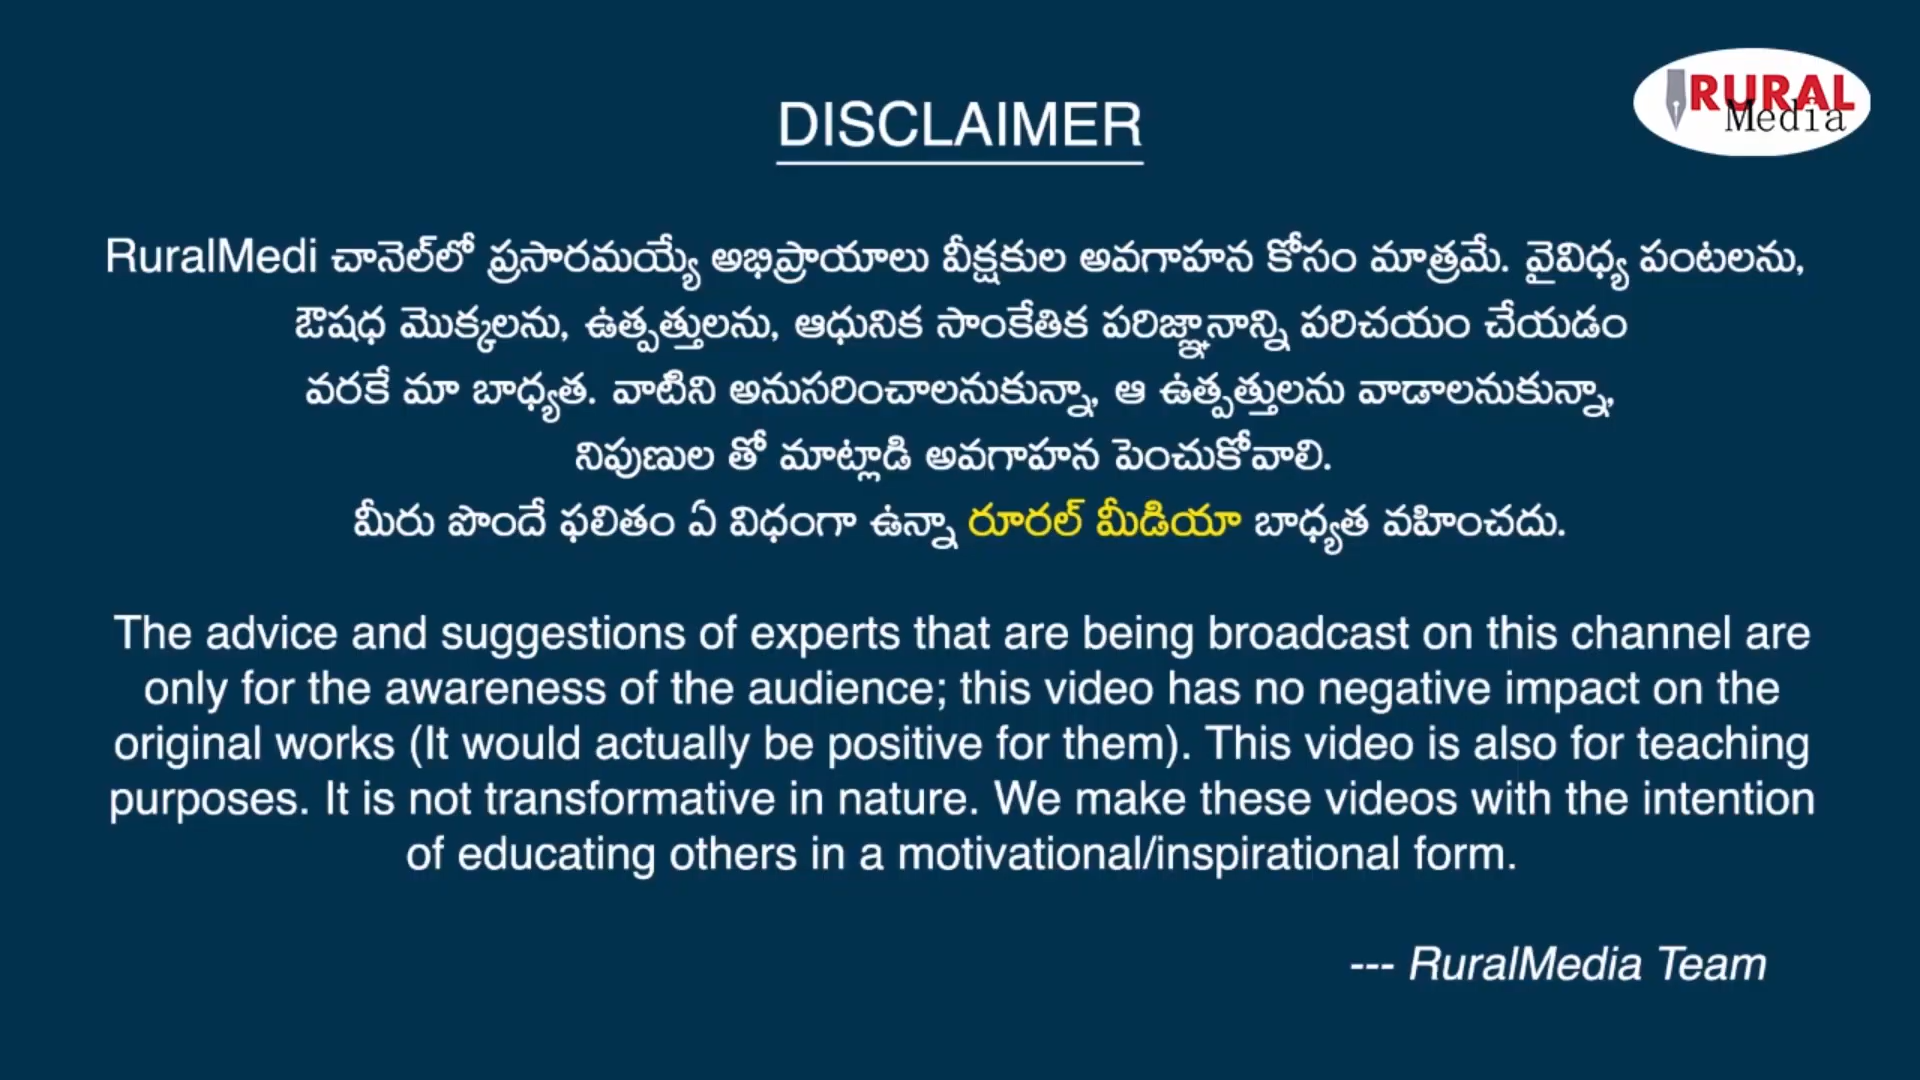 RURAL
Media
DISCLAIMER
RuralMedi చానెల్‌లో ప్రసారమయ్యే అభిప్రాయాలు వీక్షకుల అవగాహన కోసం మాత్రమే. వైవిధ్య పంటలను,
ఔషధ మొక్కలను, ఉత్పత్తులను, ఆధునిక సాంకేతిక పరిజ్ఞానాన్ని పరిచయం చేయడం
వరకే మా బాధ్యత. వాటిని అనుసరించాలనుకున్నా, ఆ ఉత్పత్తులను వాడాలనుకున్నా,
నిపుణుల తో మాట్లాడి అవగాహన పెంచుకోవాలి.
మీరు పొందే ఫలితం ఏ విధంగా ఉన్నా రూరల్ మీడియా బాధ్యత వహించదు.
The advice and suggestions of experts that are being broadcast on this channel are
only for the awareness of the audience; this video has no negative impact on the
original works (It would actually be positive for them). This video is also for teaching
purposes. It is not transformative in nature. We make these videos with the intention
of educating others in a motivational/inspirational form.
--- RuralMedia Team